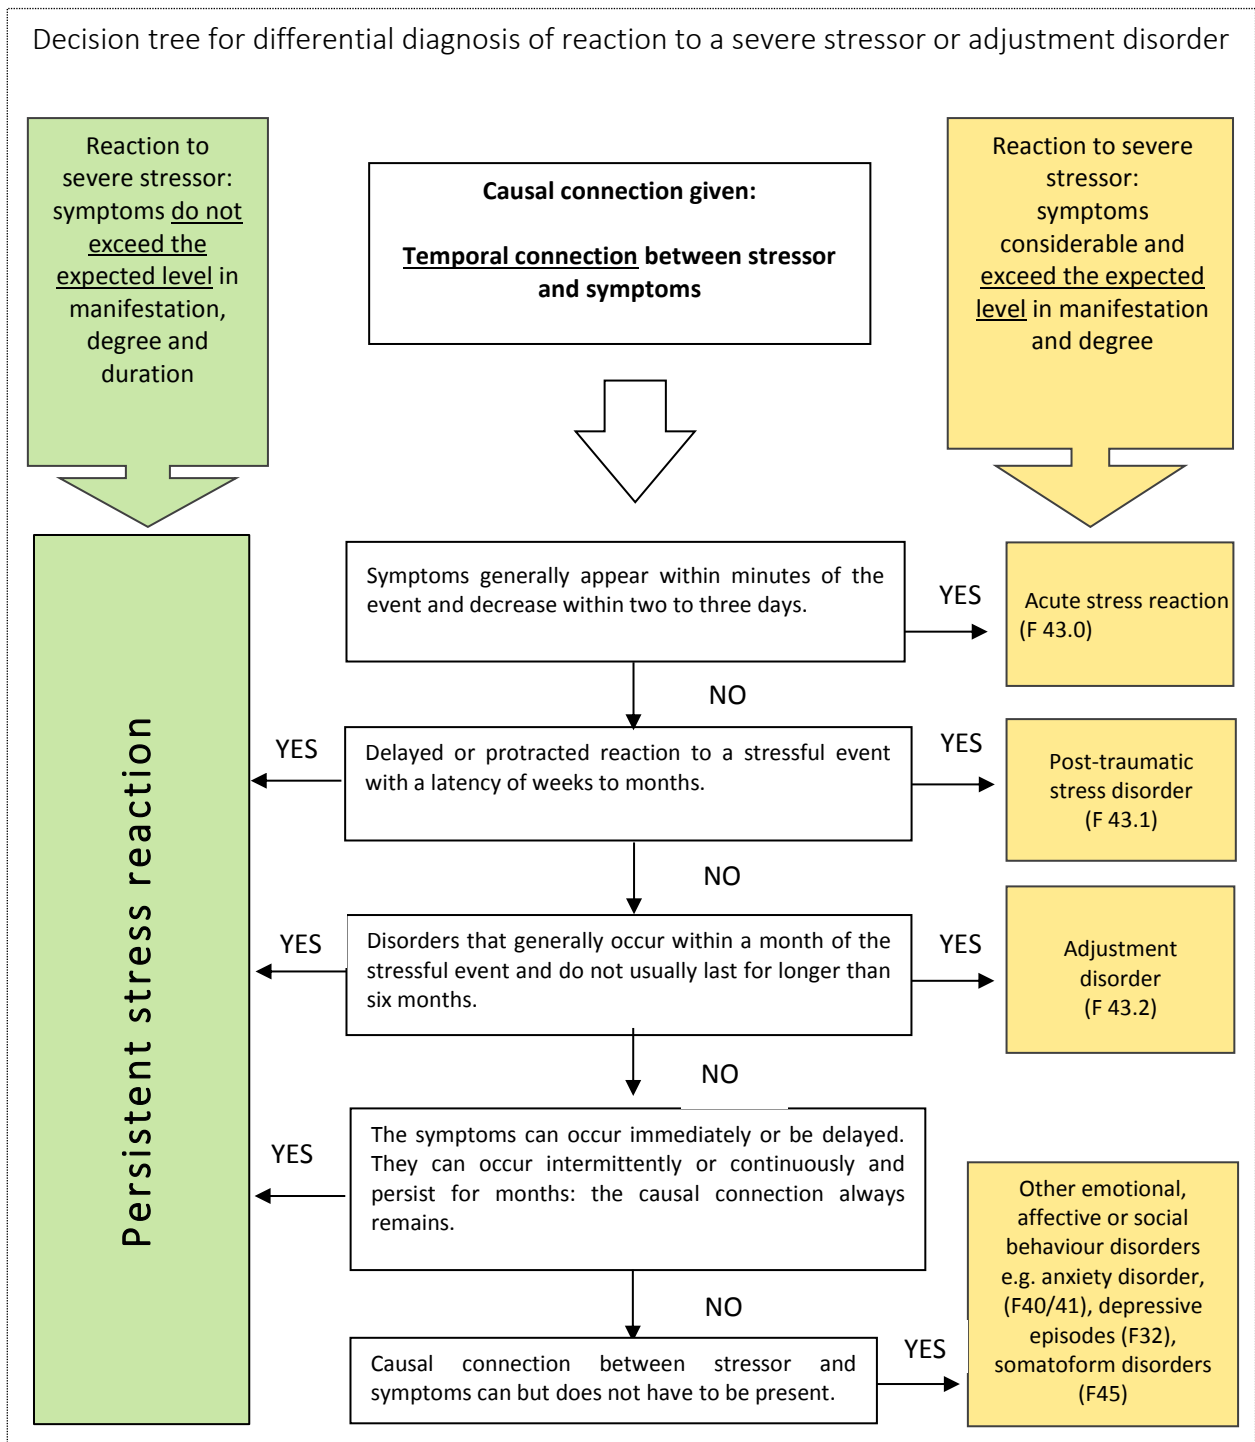 Decision tree for differential diagnosis of reaction to a severe stressor or adjustment disorder
Reaction to
severe stressor:
symptoms do not
exceed the
expected level in
manifestation,
degree and
duration
Causal connection given:
Temporal connection between stressor
and symptoms
Reaction to severe
stressor:
symptoms
considerable and
exceed the expected
level in manifestation
and degree
Persistent stress reaction
Symptoms generally appear within minutes of the
event and decrease within two to three days.
YES
Acute stress reaction
(F 43.0)
NO
YES
Delayed or protracted reaction to a stressful event
with a latency of weeks to months.
YES
Post-traumatic
stress disorder
(F 43.1)
NO
YES
Disorders that generally occur within a month of the
stressful event and do not usually last for longer than
six months.
YES
Adjustment
disorder
(F 43.2)
NO
YES
The symptoms can occur immediately or be delayed.
They can occur intermittently or continuously and
persist for months: the causal connection always
remains.
NO
Causal connection between stressor and
symptoms can but does not have to be present.
YES
Other emotional,
affective or social
behaviour disorders
e.g. anxiety disorder,
(F40/41), depressive
episodes (F32),
somatoform disorders
(F45)